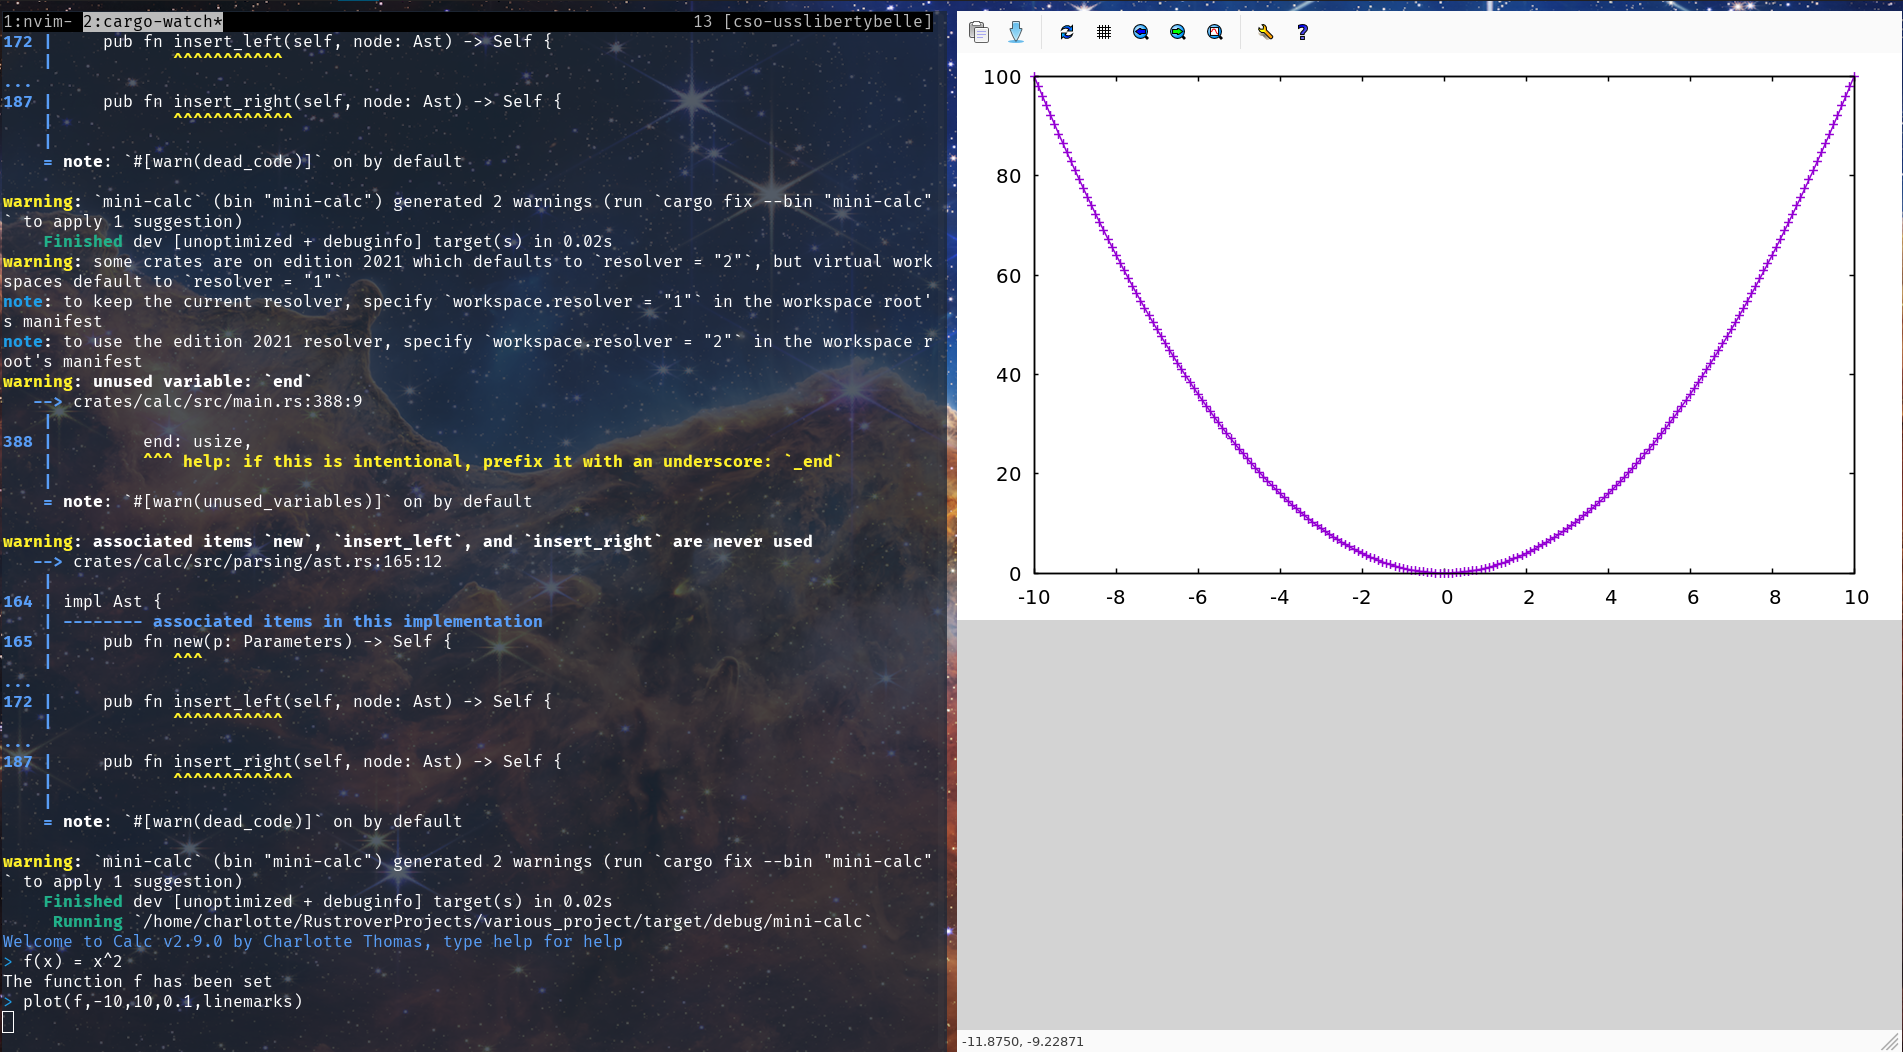 1:nvim- 2:cargo-watch* 13 [cso-usslibertybelle]
172 | pub fn insert_left(self, node: Ast) -> Self {
| ^^^^^^^^^^^
...
187 | pub fn insert_right(self, node: Ast) -> Self {
| ^^^^^^^^^^^^
|
= note: `#[warn(dead_code)]` on by default
warning: `mini-calc` (bin "mini-calc") generated 2 warnings (run `cargo fix --bin "mini-calc"
` to apply 1 suggestion)
Finished dev [unoptimized + debuginfo] target(s) in 0.02s
warning: some crates are on edition 2021 which defaults to `resolver = "2"`, but virtual work
spaces default to `resolver = "1"`
note: to keep the current resolver, specify `workspace.resolver = "1"` in the workspace root'
s manifest
note: to use the edition 2021 resolver, specify `workspace.resolver = "2"` in the workspace r
oot's manifest
warning: unused variable: `end`
--> crates/calc/src/main.rs:388:9
|
388 | end: usize,
| ^^^ help: if this is intentional, prefix it with an underscore: `_end`
|
= note: `#[warn(unused_variables)]` on by default
warning: associated items `new`, `insert_left`, and `insert_right` are never used
--> crates/calc/src/parsing/ast.rs:165:12
|
164 | impl Ast {
| -------- associated items in this implementation
165 | pub fn new(p: Parameters) -> Self {
| ^^^
...
172 | pub fn insert_left(self, node: Ast) -> Self {
| ^^^^^^^^^^^
...
187 | pub fn insert_right(self, node: Ast) -> Self {
| ^^^^^^^^^^^^
|
= note: `#[warn(dead_code)]` on by default
warning: `mini-calc` (bin "mini-calc") generated 2 warnings (run `cargo fix --bin "mini-calc"
` to apply 1 suggestion)
Finished dev [unoptimized + debuginfo] target(s) in 0.02s
Running `/home/charlotte/RustroverProjects/various_project/target/debug/mini-calc`
Welcome to Calc v2.9.0 by Charlotte Thomas, type help for help
> f(x) = x^2
The function f has been set
> plot(f,-10,10,0.1,linemarks)
?
100
80
60
40
20
0
-10 -8 -6 -4 -2 0 2 4 6 8 10
-11.8750, -9.22871